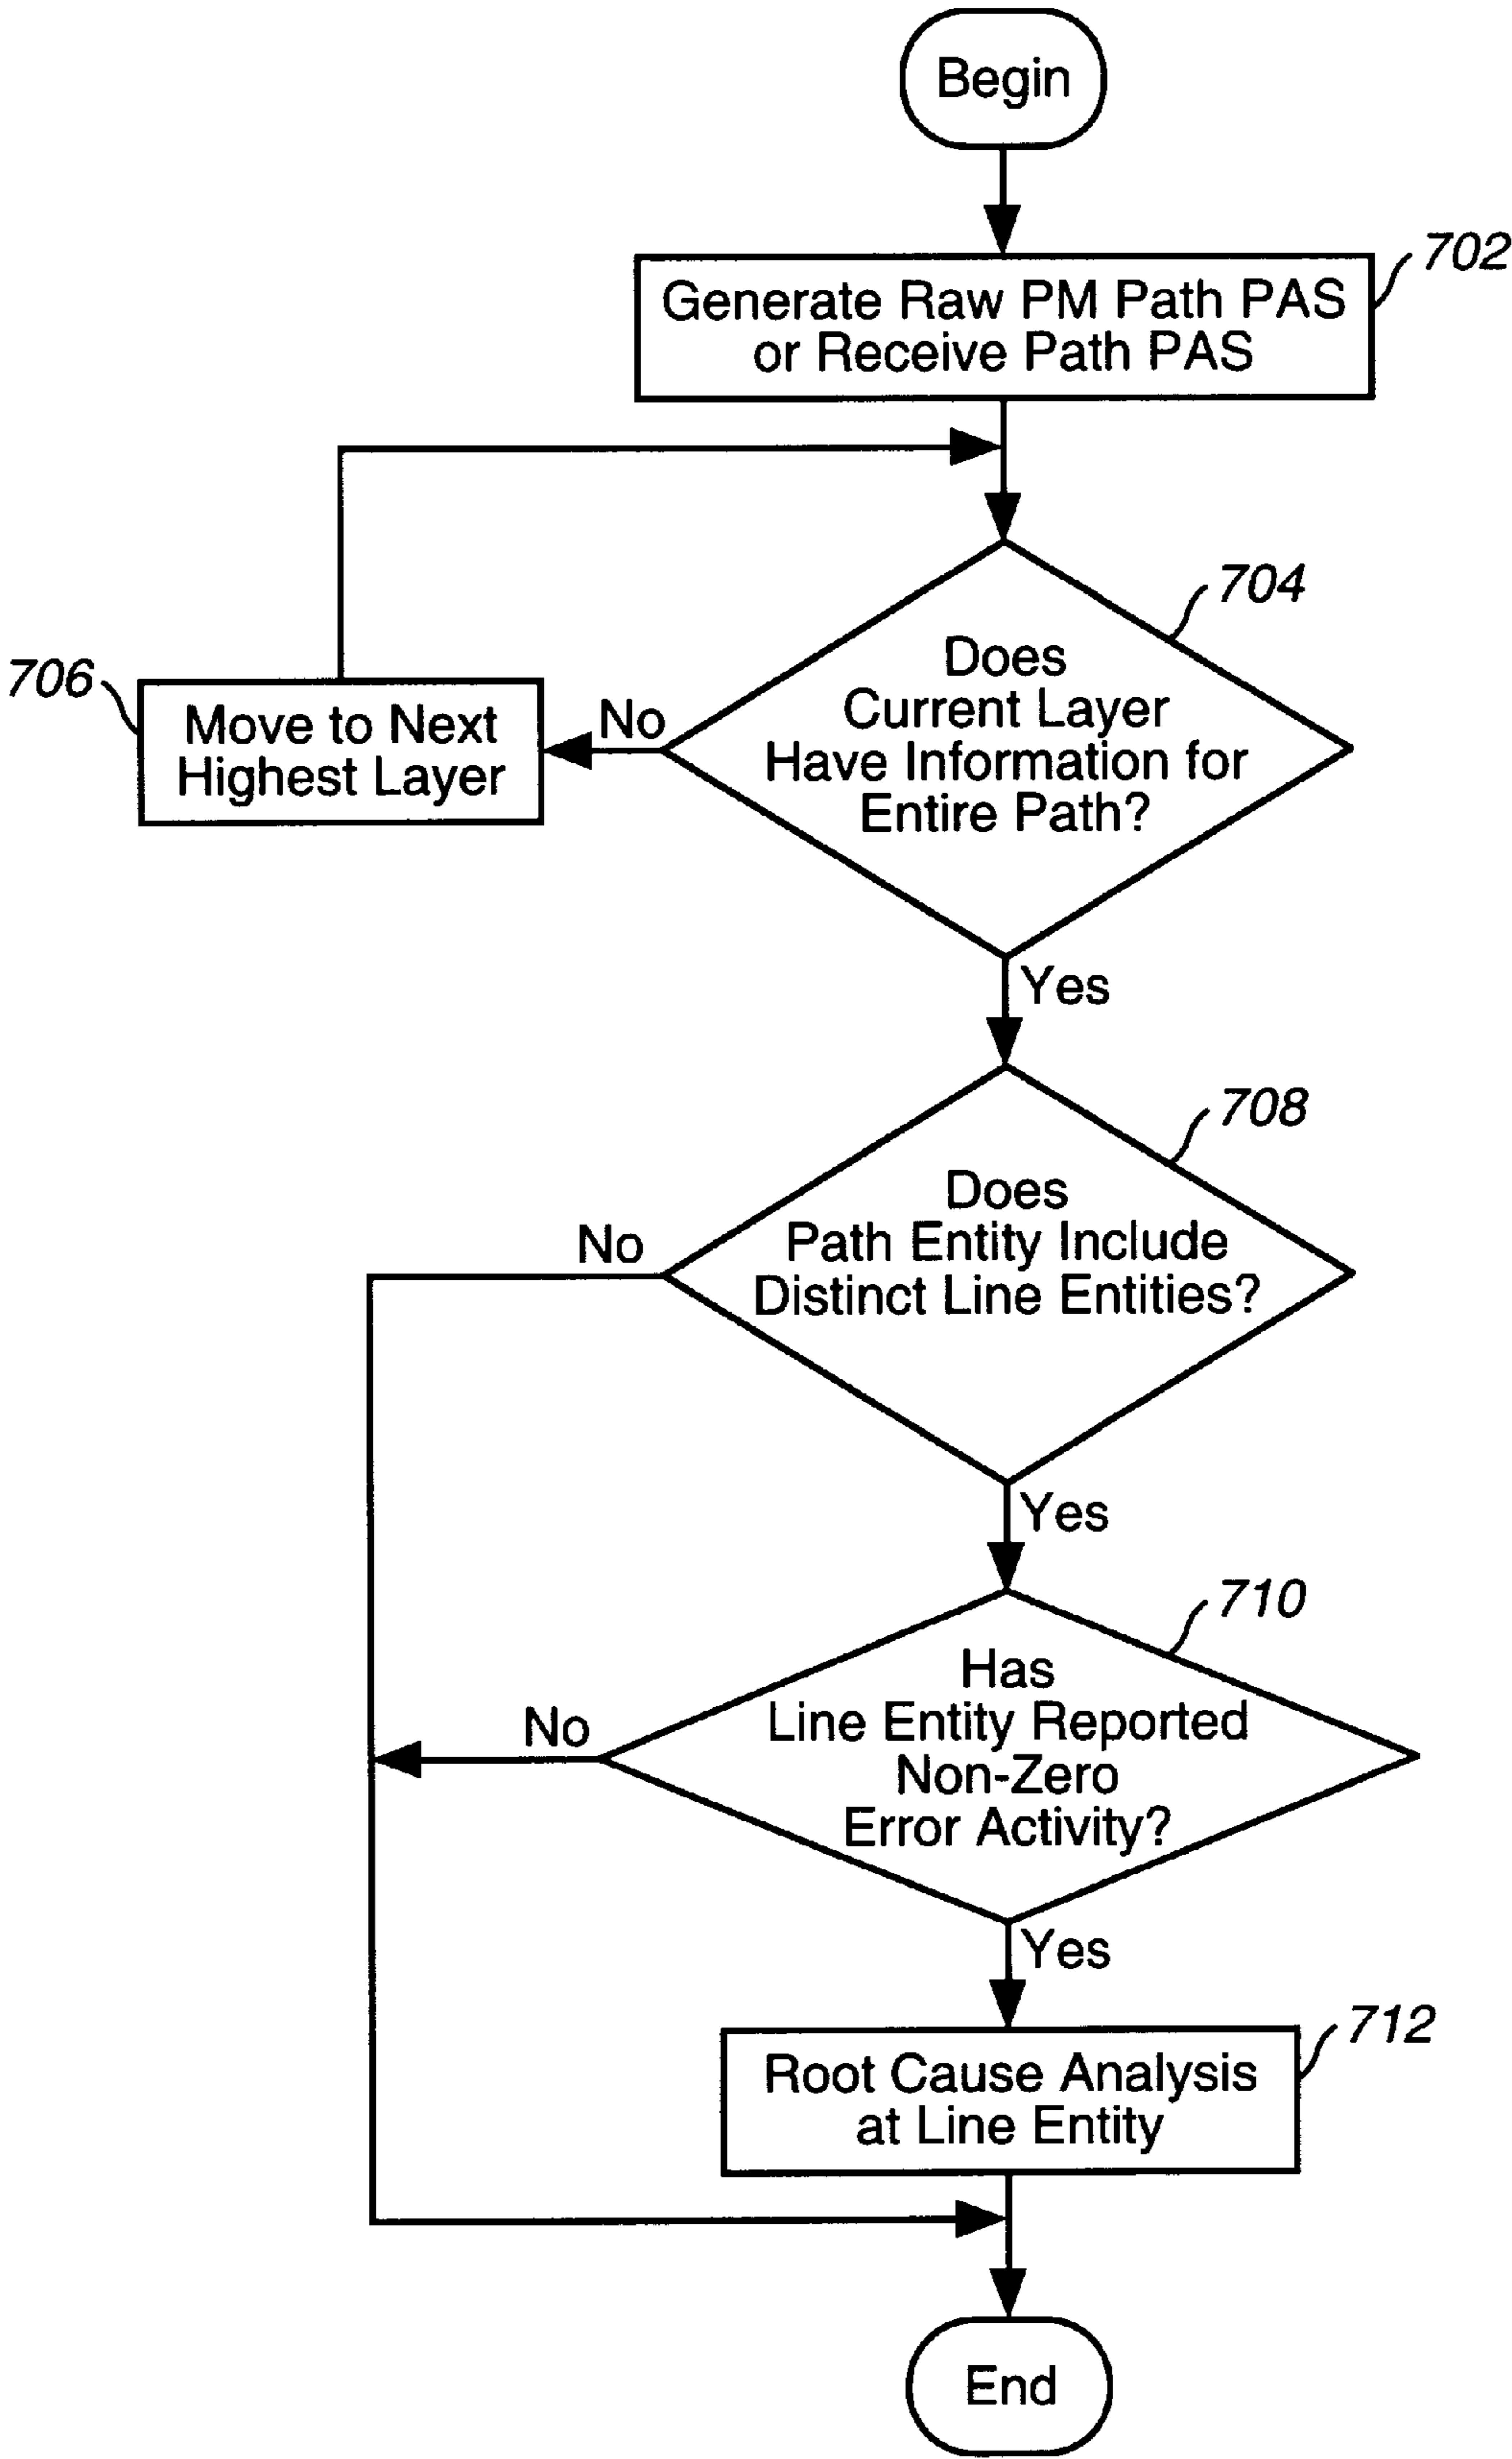 Begin
702
Generate Raw PM Path PAS
or Receive Path PAS
704
Does
Current Layer
Have Information for
Entire Path?
No
706
Move to Next
Highest Layer
Yes
708
Does
Path Entity Include
Distinct Line Entities?
No
Yes
710
Has
Line Entity Reported
Non-Zero
Error Activity?
No
Yes
712
Root Cause Analysis
at Line Entity
End